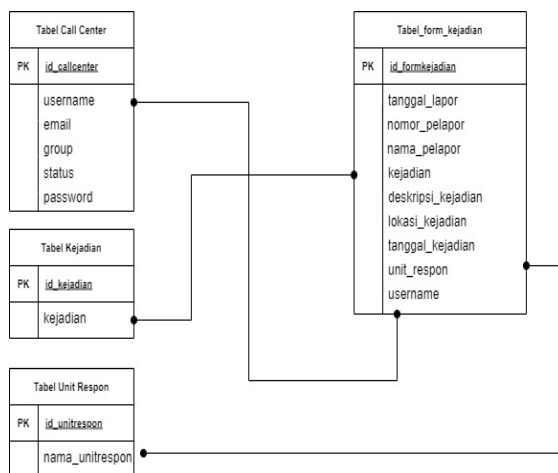 Tabel Call Center
PK id_callcenter
username
email
group
status
password
Tabel Kejadian
PK id_kejadian
kejadian
Tabel Unit Respon
PK id_unitrespon
nama_unitrespon
Tabel_form_kejadian
PK id_formkejadian
tanggal_lapor
nomor_pelapor
nama_pelapor
kejadian
deskripsi_kejadian
lokasi_kejadian
tanggal_kejadian
unit_respon
username